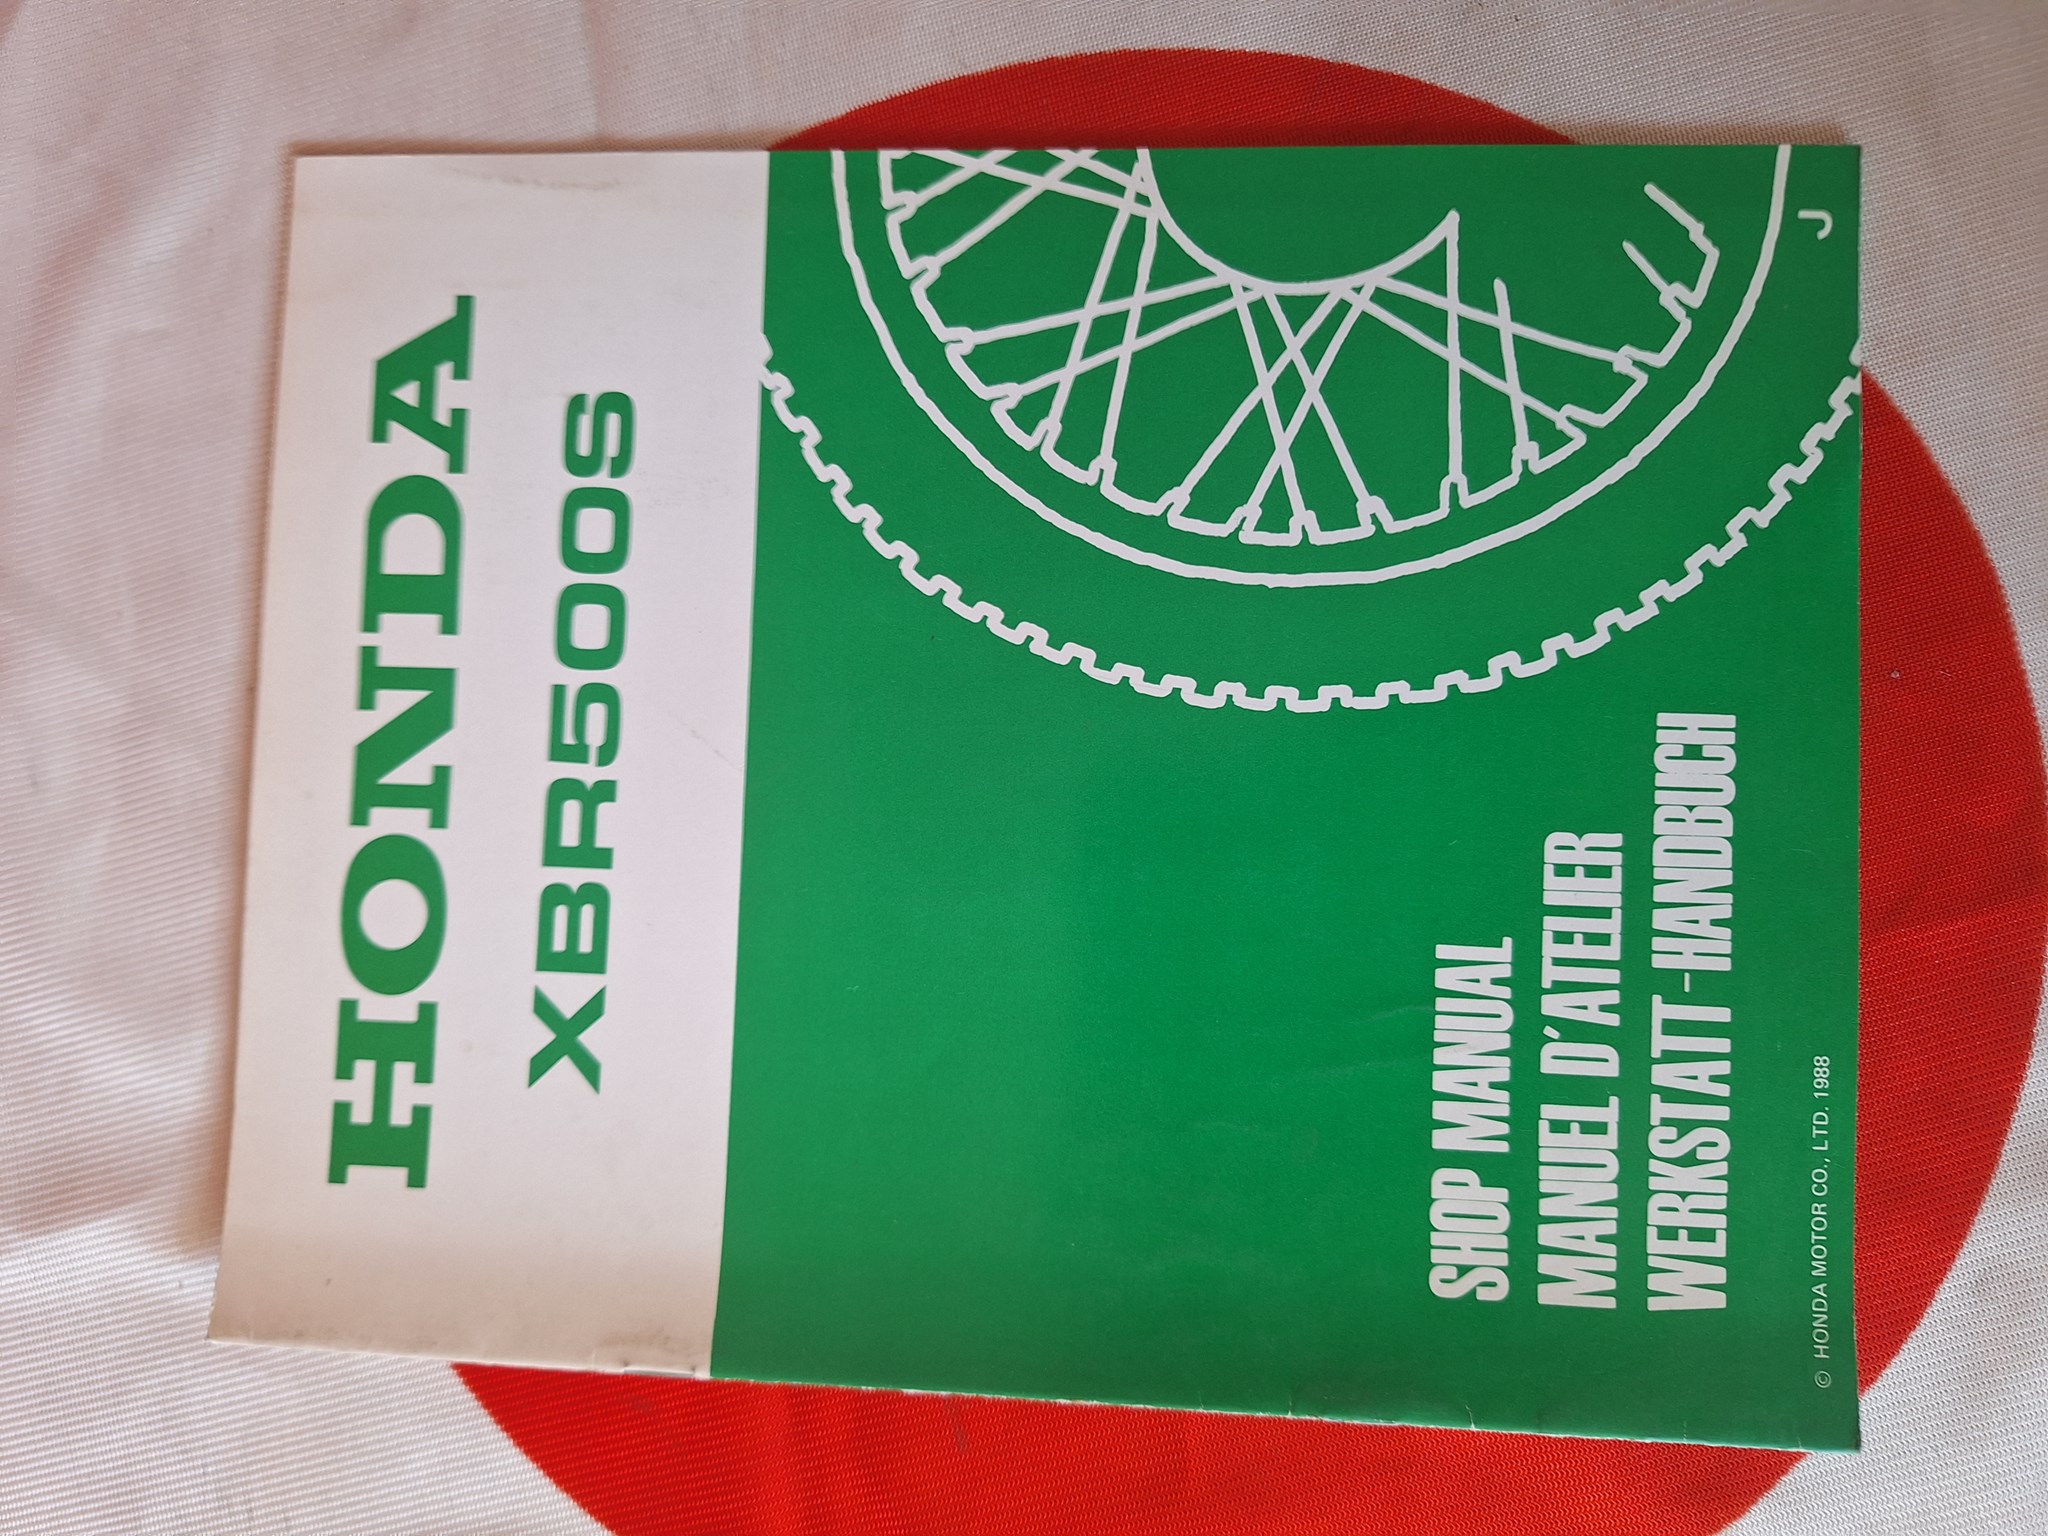 HONDA
XBR500S
SHOP MANUAL
MANUEL D'ATELIER
WERKSTATT-HANDBUCH
© HONDA MOTOR CO., LTD. 1988
J